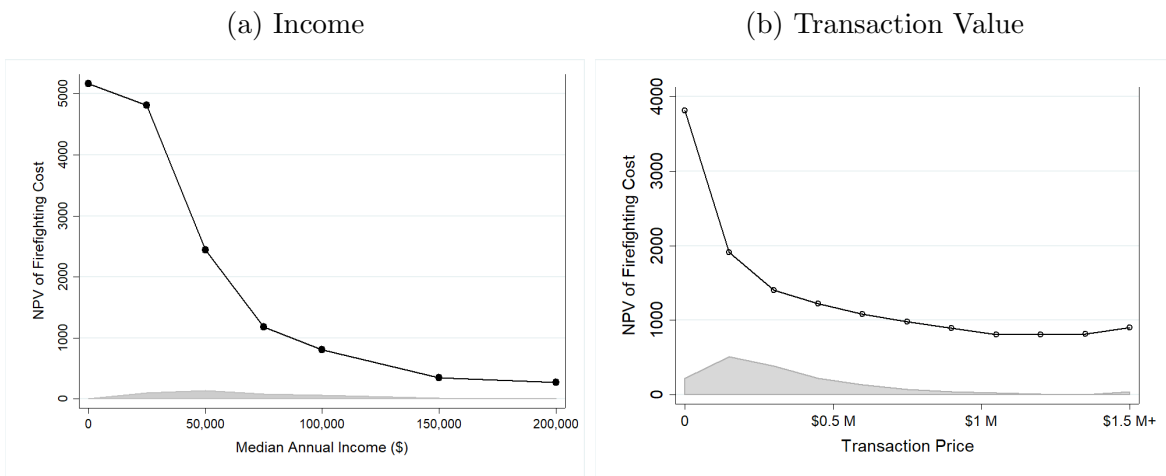 (a) Income
NPV of Firefighting Cost
5000
4000
3000
2000
1000
0
0
50,000
100,000
150,000
200,000
Median Annual Income ($)
(b) Transaction Value
NPV of Firefighting Cost
4000
3000
2000
1000
0
0
$0.5 M
$1 M
$1.5 M+
Transaction Price